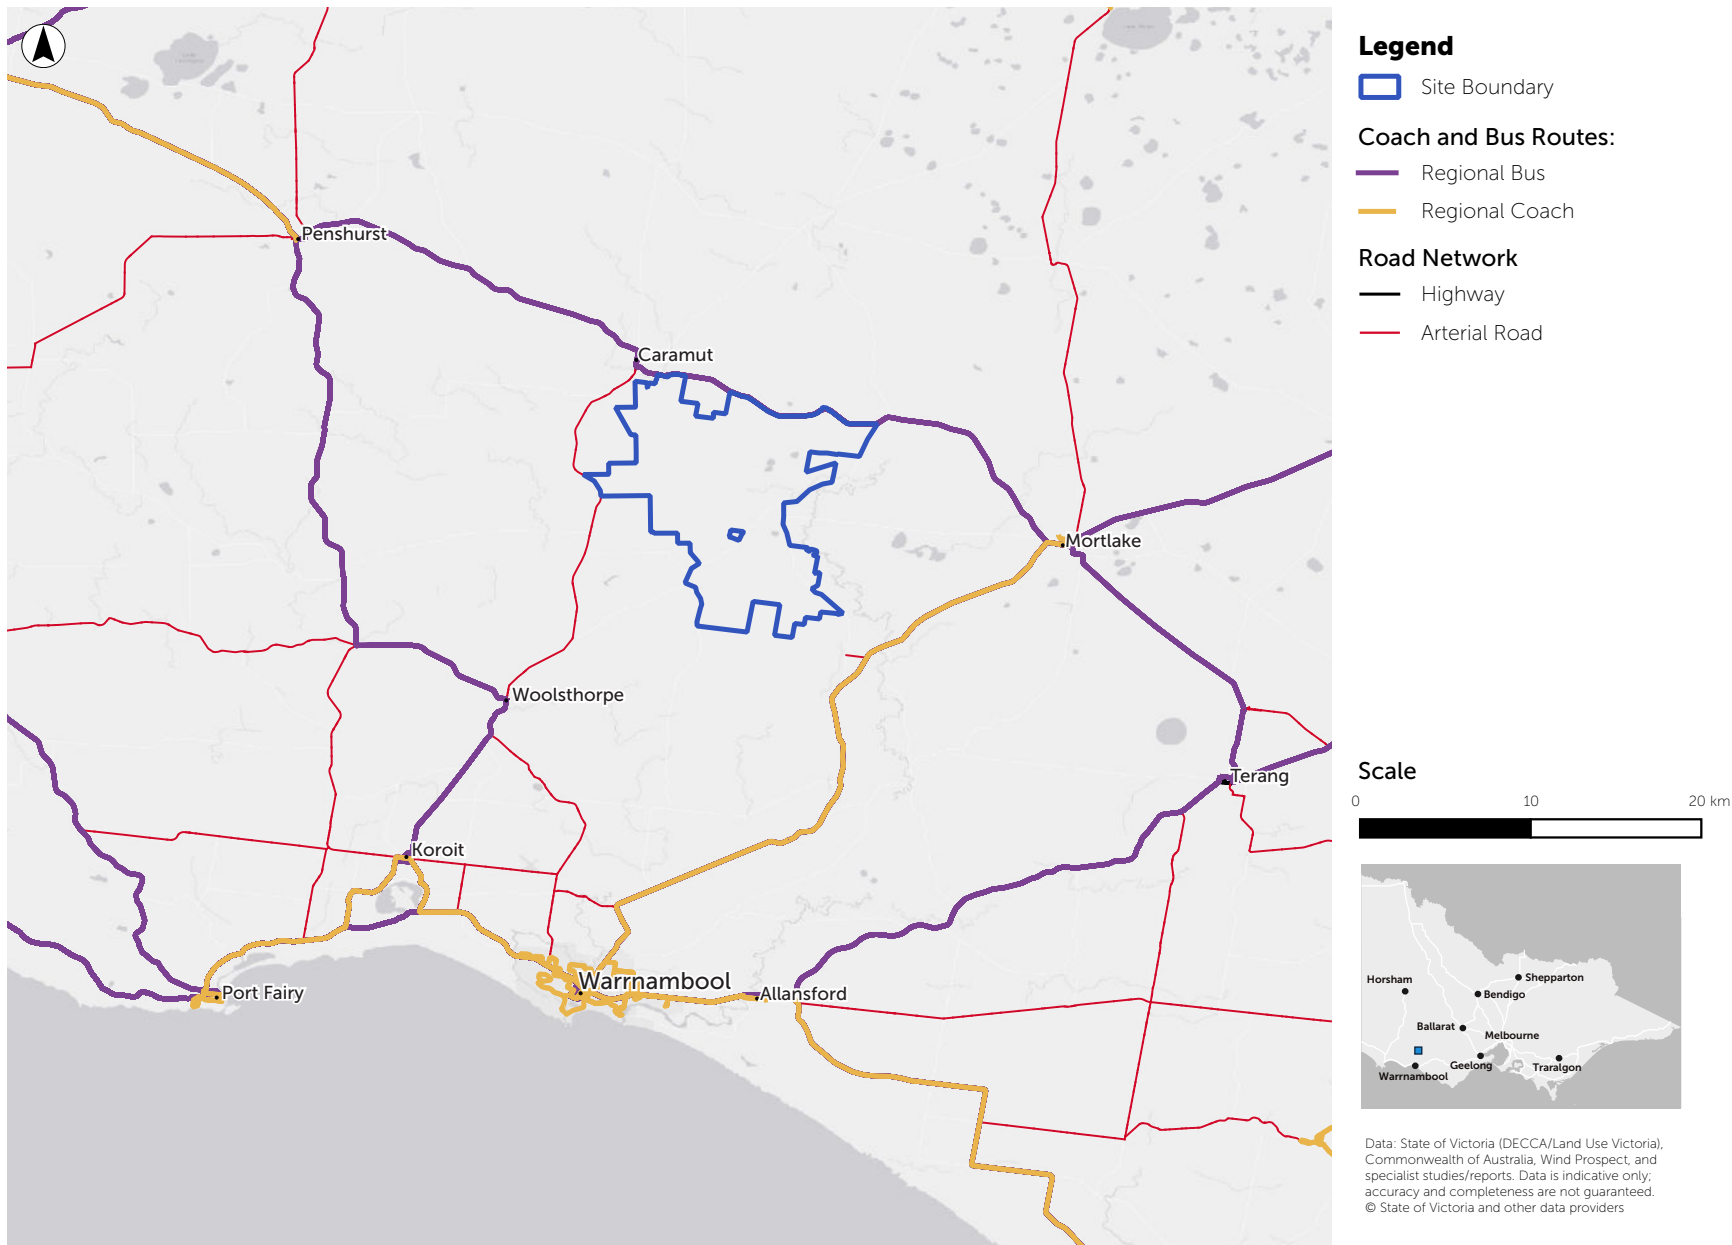 Legend
Site Boundary
Coach and Bus Routes:
Regional Bus
Regional Coach
Road Network
Highway
Arterial Road
Penshurst
Caramut
Mortlake
Woolsthorpe
Terang
Koroit
Warrnambool
Port Fairy
Allansford
Scale
0 10 20 km
Horsham
Shepparton
Bendigo
Ballarat
Melbourne
Geelong
Traralgon
Warrnambool
Data: State of Victoria (DECCA/Land Use Victoria),
Commonwealth of Australia, Wind Prospect, and
specialist studies/reports. Data is indicative only;
accuracy and completeness are not guaranteed.
© State of Victoria and other data providers